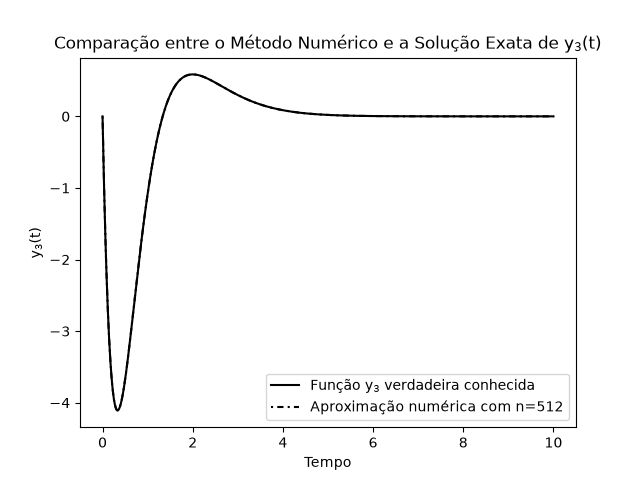 Comparação entre o Método Numérico e a Solução Exata de y₃(t)
y₃(t)
0
−1
−2
−3
−4
Função y₃ verdadeira conhecida
Aproximação numérica com n=512
0 2 4 6 8 10
Tempo